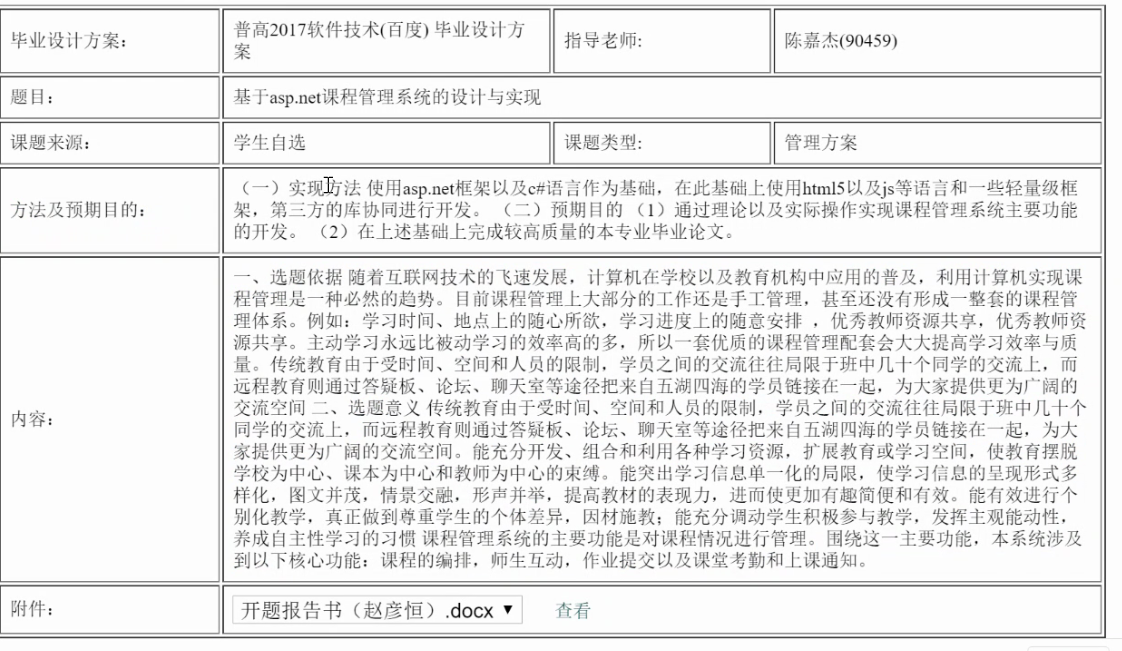 毕业设计方案：
普高2017软件技术(百度) 毕业设计方
案
指导老师:
陈嘉杰(90459)
题目：
基于asp.net课程管理系统的设计与实现
课题来源：
学生自选
课题类型:
管理方案
方法及预期目的：
（一）实现方法 使用asp.net框架以及c#语言作为基础，在此基础上使用html5以及js等语言和一些轻量级框
架，第三方的库协同进行开发。 （二）预期目的 （1）通过理论以及实际操作实现课程管理系统主要功能
的开发。 （2）在上述基础上完成较高质量的本专业毕业论文。
内容：
一、选题依据 随着互联网技术的飞速发展，计算机在学校以及教育机构中应用的普及，利用计算机实现课
程管理是一种必然的趋势。目前课程管理上大部分的工作还是手工管理，甚至还没有形成一整套的课程管
理体系。例如：学习时间、地点上的随心所欲，学习进度上的随意安排 ，优秀教师资源共享，优秀教师资
源共享。主动学习永远比被动学习的效率高的多，所以一套优质的课程管理配套会大大提高学习效率与质
量。传统教育由于受时间、空间和人员的限制，学员之间的交流往往局限于班中几十个同学的交流上，而
远程教育则通过答疑板、论坛、聊天室等途径把来自五湖四海的学员链接在一起，为大家提供更为广阔的
交流空间 二、选题意义 传统教育由于受时间、空间和人员的限制，学员之间的交流往往局限于班中几十个
同学的交流上，而远程教育则通过答疑板、论坛、聊天室等途径把来自五湖四海的学员链接在一起，为大
家提供更为广阔的交流空间。能充分开发、组合和利用各种学习资源，扩展教育或学习空间，使教育摆脱
学校为中心、课本为中心和教师为中心的束缚。能突出学习信息单一化的局限，使学习信息的呈现形式多
样化，图文并茂，情景交融，形声并举，提高教材的表现力，进而使更加有趣简便和有效。能有效进行个
别化教学，真正做到尊重学生的个体差异，因材施教；能充分调动学生积极参与教学，发挥主观能动性，
养成自主性学习的习惯 课程管理系统的主要功能是对课程情况进行管理。围绕这一主要功能，本系统涉及
到以下核心功能：课程的编排，师生互动，作业提交以及课堂考勤和上课通知。
附件：
开题报告书（赵彦恒）.docx
查看